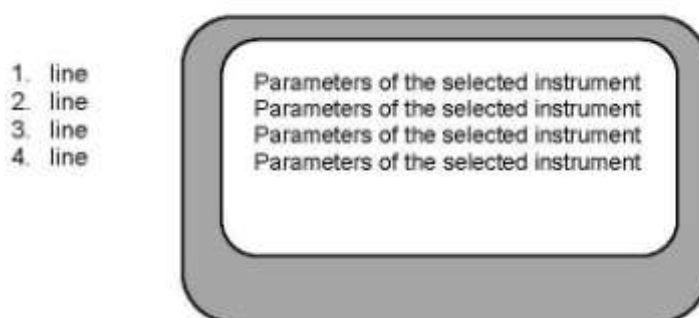 1. line
2. line
3. line
4. line
Parameters of the selected instrument
Parameters of the selected instrument
Parameters of the selected instrument
Parameters of the selected instrument